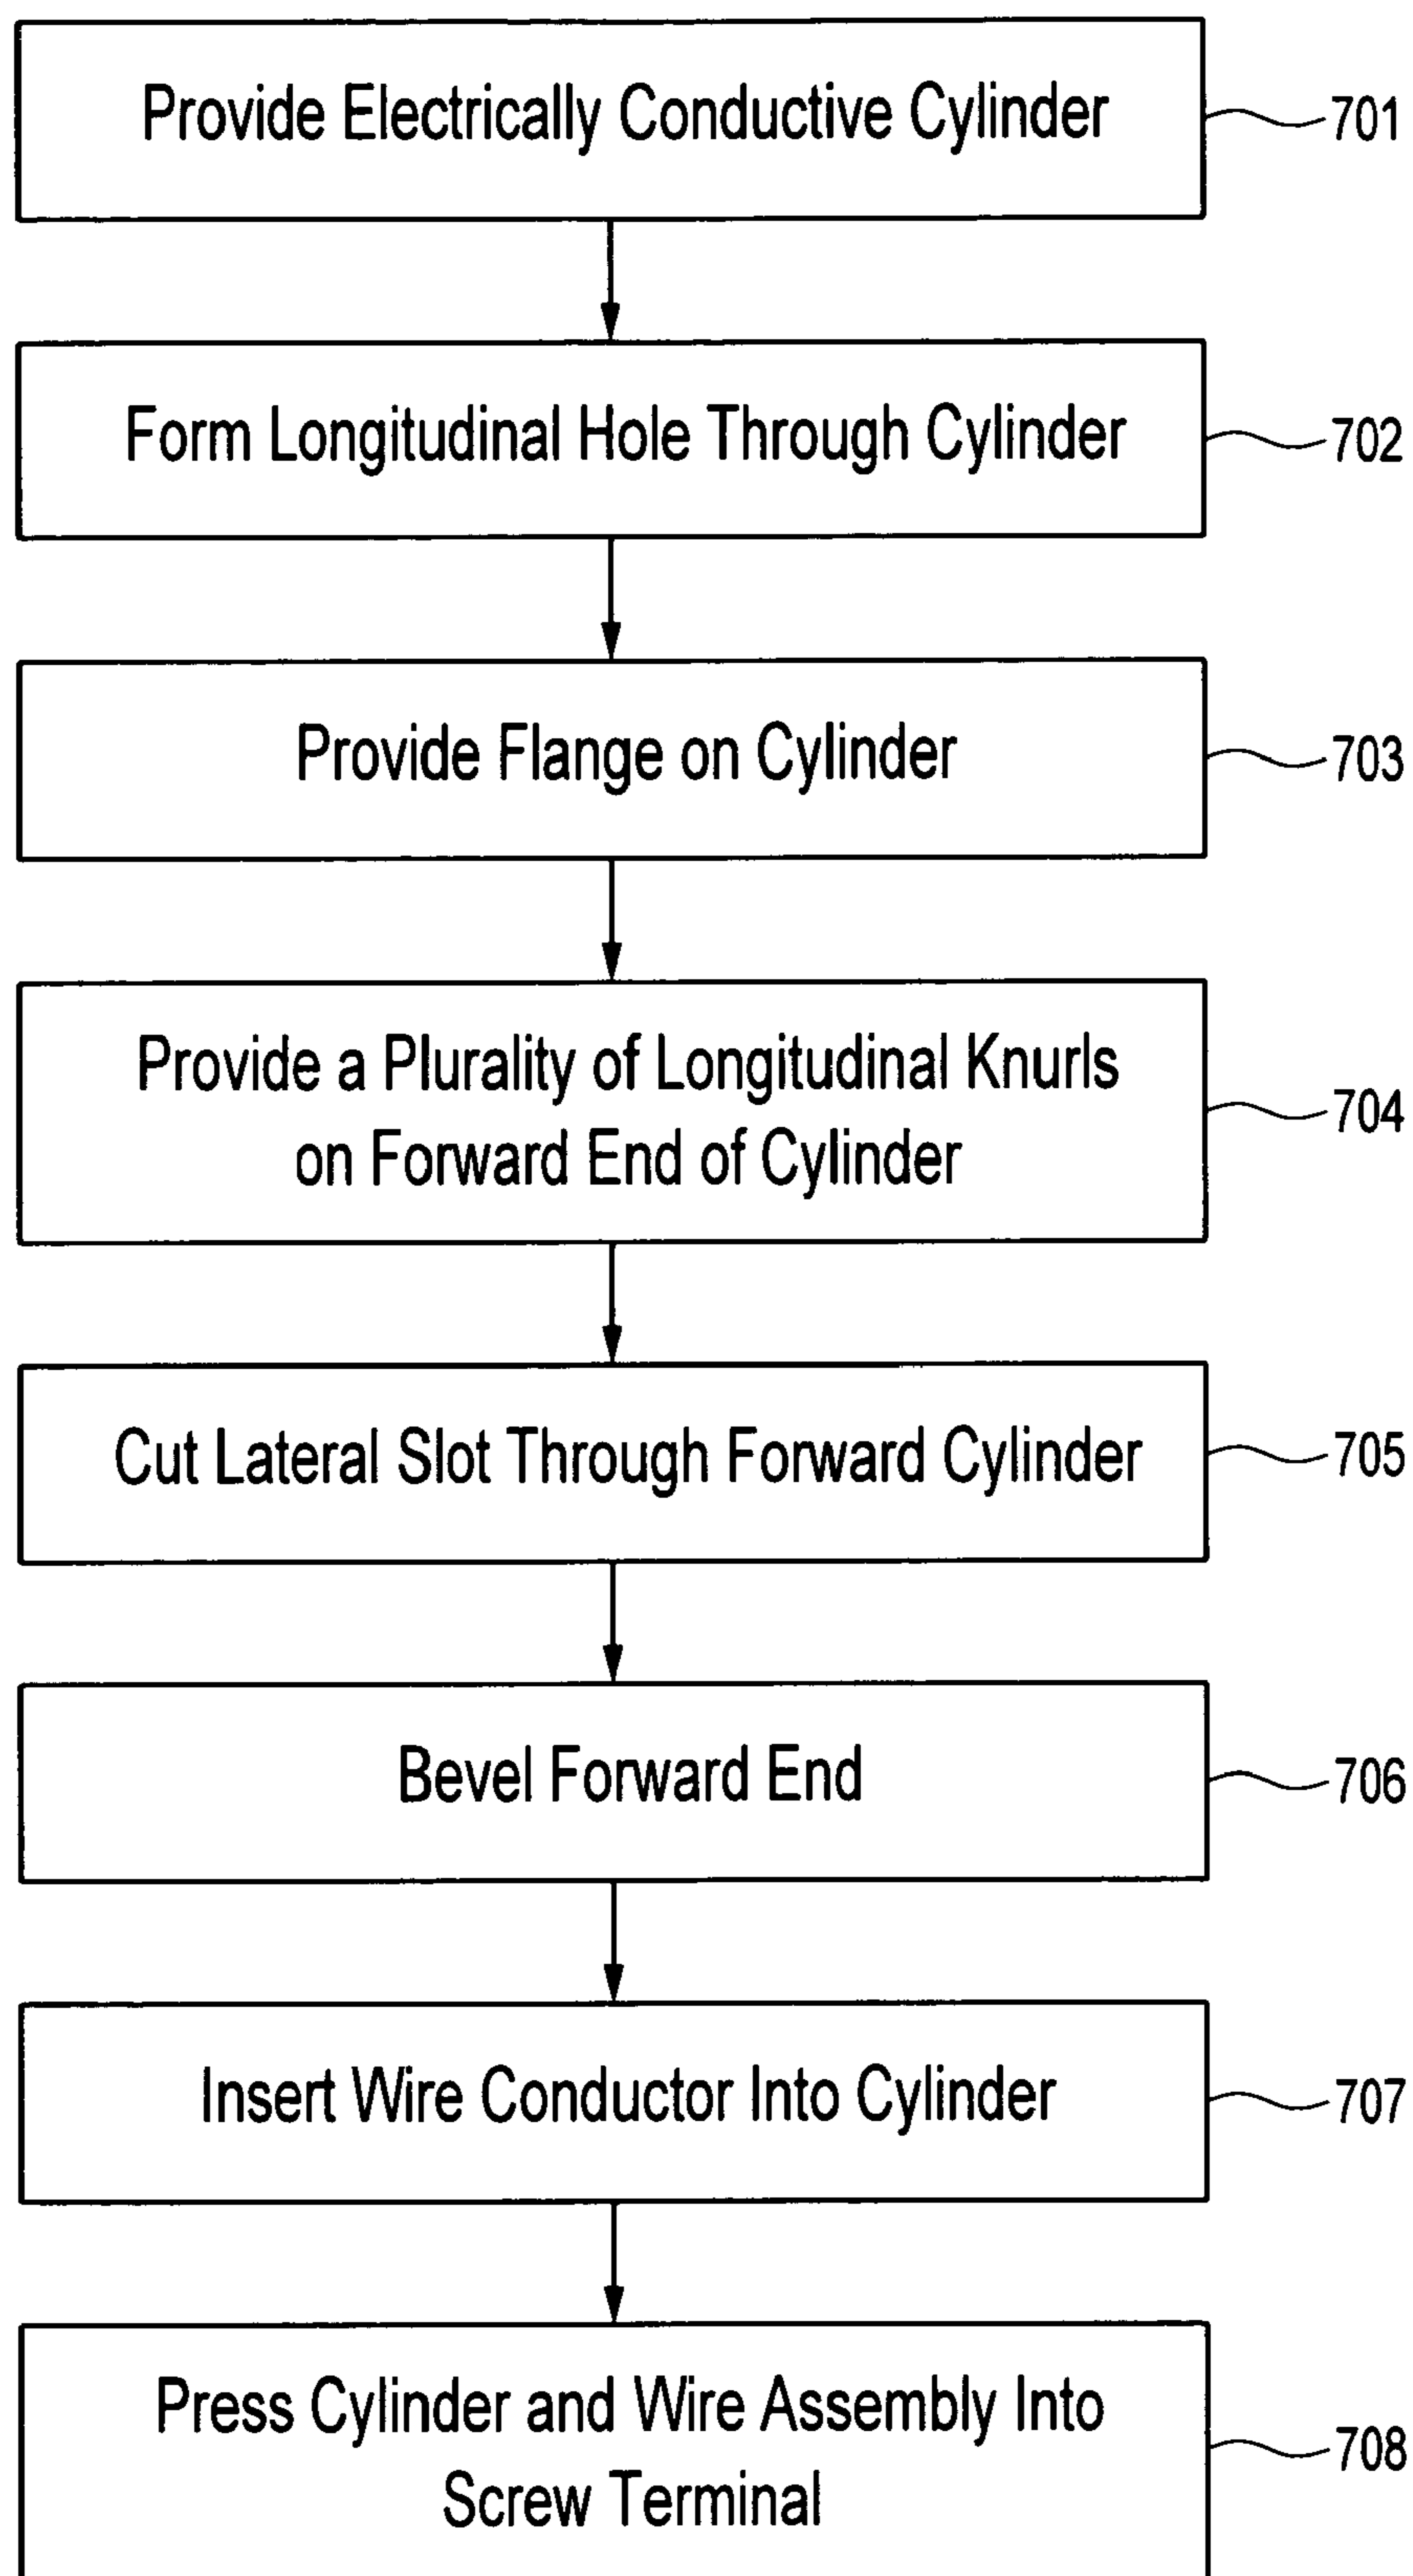 Provide Electrically Conductive Cylinder
701
Form Longitudinal Hole Through Cylinder
702
Provide Flange on Cylinder
703
Provide a Plurality of Longitudinal Knurls
on Forward End of Cylinder
704
Cut Lateral Slot Through Forward Cylinder
705
Bevel Forward End
706
Insert Wire Conductor Into Cylinder
707
Press Cylinder and Wire Assembly Into
Screw Terminal
708